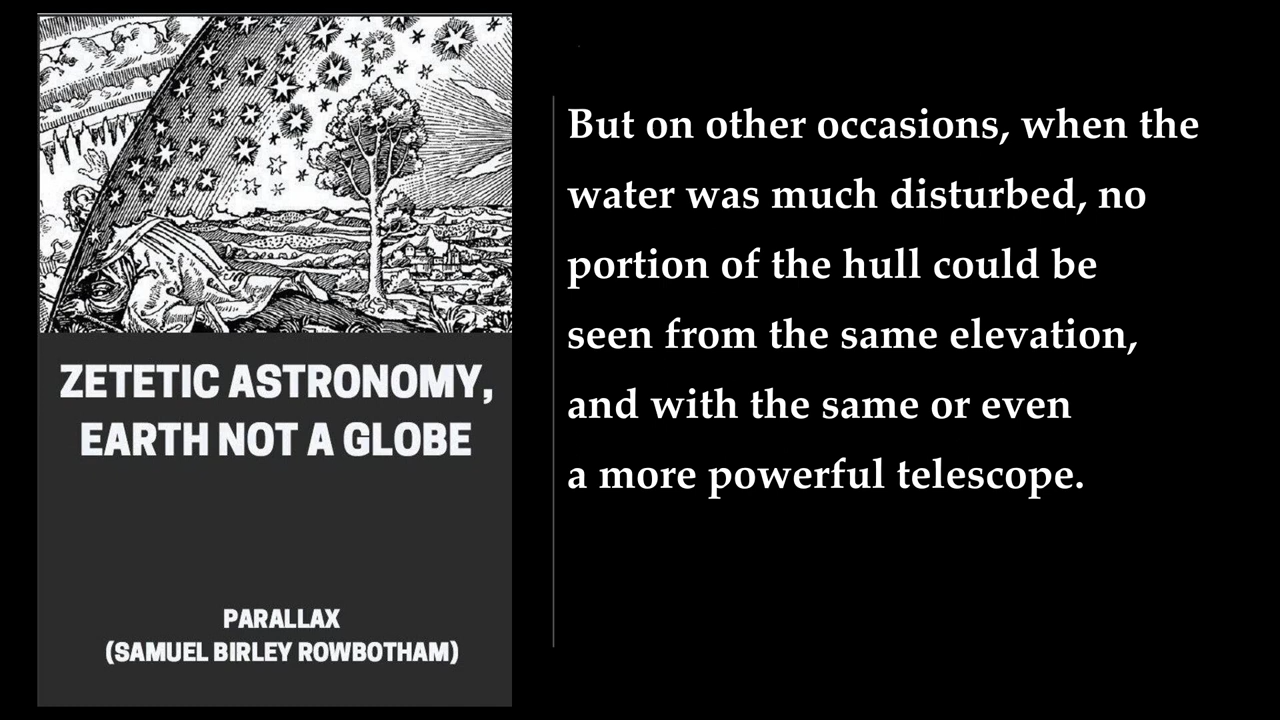 ZETETIC ASTRONOMY,
EARTH NOT A GLOBE
PARALLAX
(SAMUEL BIRLEY ROWBOTHAM)
But on other occasions, when the
water was much disturbed, no
portion of the hull could be
seen from the same elevation,
and with the same or even
a more powerful telescope.